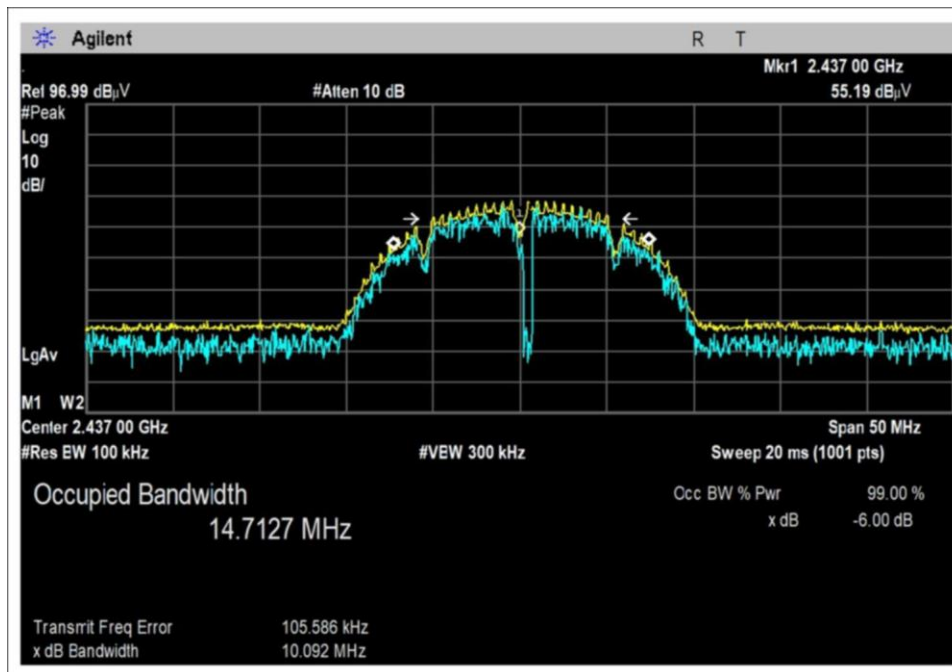 Agilent
R T
Mkr1 2.437 00 GHz
Ref 96.99 dBµV #Atten 10 dB 55.19 dBµV
#Peak
Log
10
dB/
1
LgAv
M1 W2
Center 2.437 00 GHz Span 50 MHz
#Res BW 100 kHz #VBW 300 kHz Sweep 20 ms (1001 pts)
Occupied Bandwidth Occ BW % Pwr 99.00 %
14.7127 MHz x dB -6.00 dB
Transmit Freq Error 105.586 kHz
x dB Bandwidth 10.092 MHz